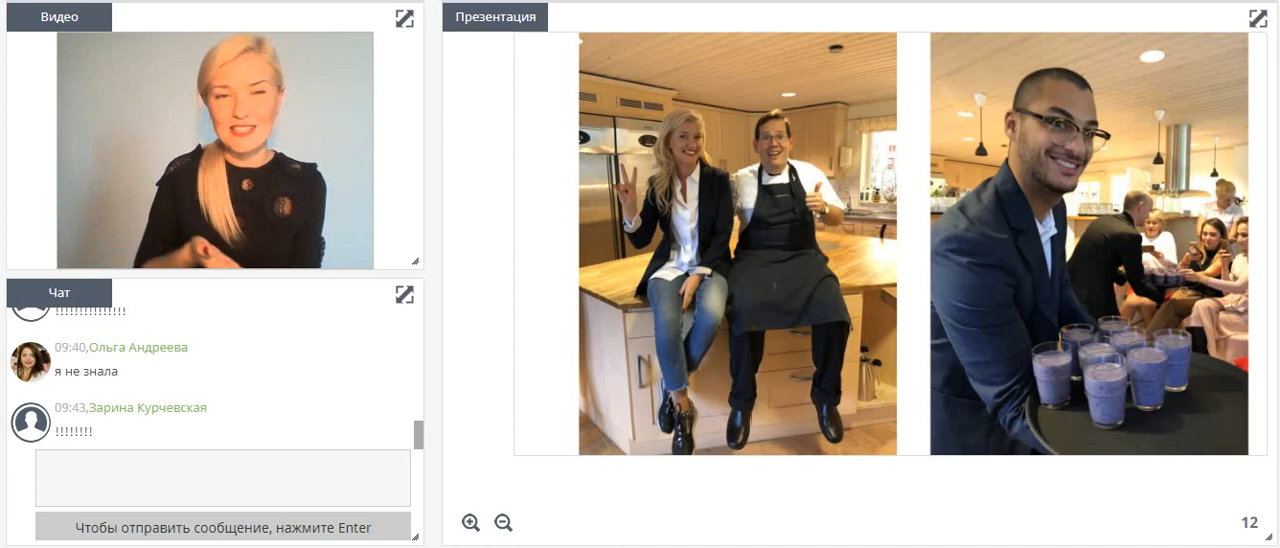 Видео
Презентация
Чат
!!!!!!!!!!!!!!!
09:40,Ольга Андреева
я не знала
09:43,Зарина Курчевская
!!!!!!!!
Чтобы отправить сообщение, нажмите Enter
12